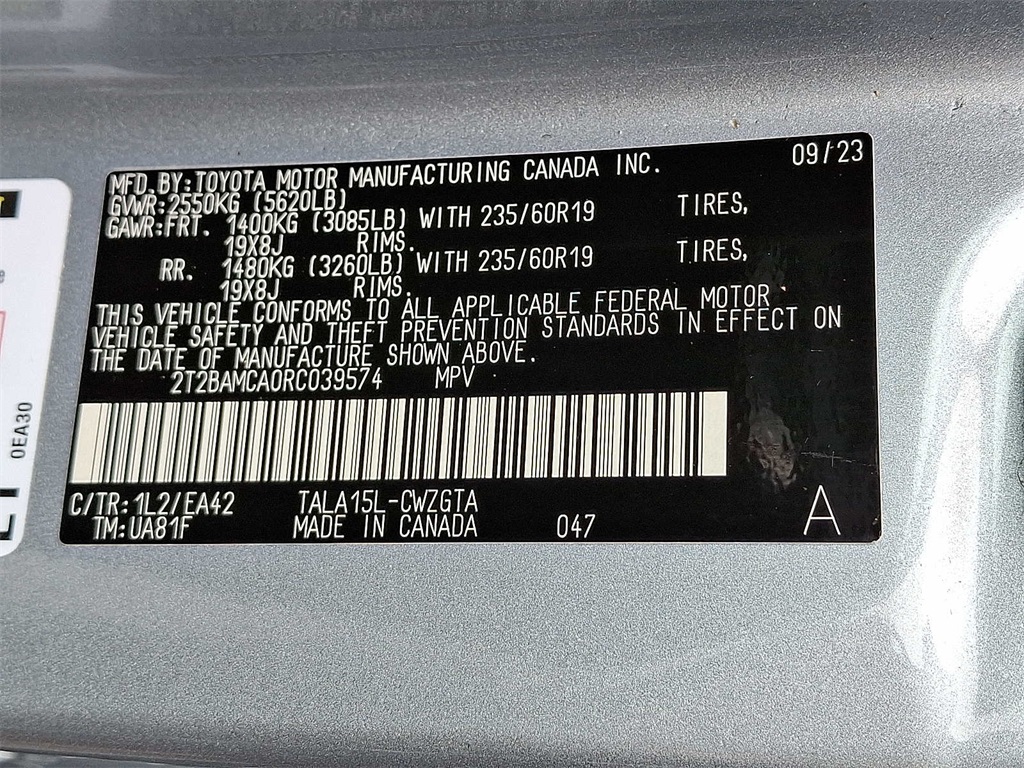 MFD.BY:TOYOTA MOTOR MANUFACTURING CANADA INC. 09/23
GVWR:2550KG (5620LB)
GAWR:FRT. 1400KG (3085LB) WITH 235/60R19 TIRES,
19X8J RIMS.
RR. 1480KG (3260LB) WITH 235/60R19 TIRES,
19X8J RIMS.
THIS VEHICLE CONFORMS TO ALL APPLICABLE FEDERAL MOTOR
VEHICLE SAFETY AND THEFT PREVENTION STANDARDS IN EFFECT ON
THE DATE OF MANUFACTURE SHOWN ABOVE.
2T2BAMCA0RC039574 MPV
C/TR:1L2/EA42 TALA15L-CWZGTA
TM:UA81F MADE IN CANADA 047 A
0EA30